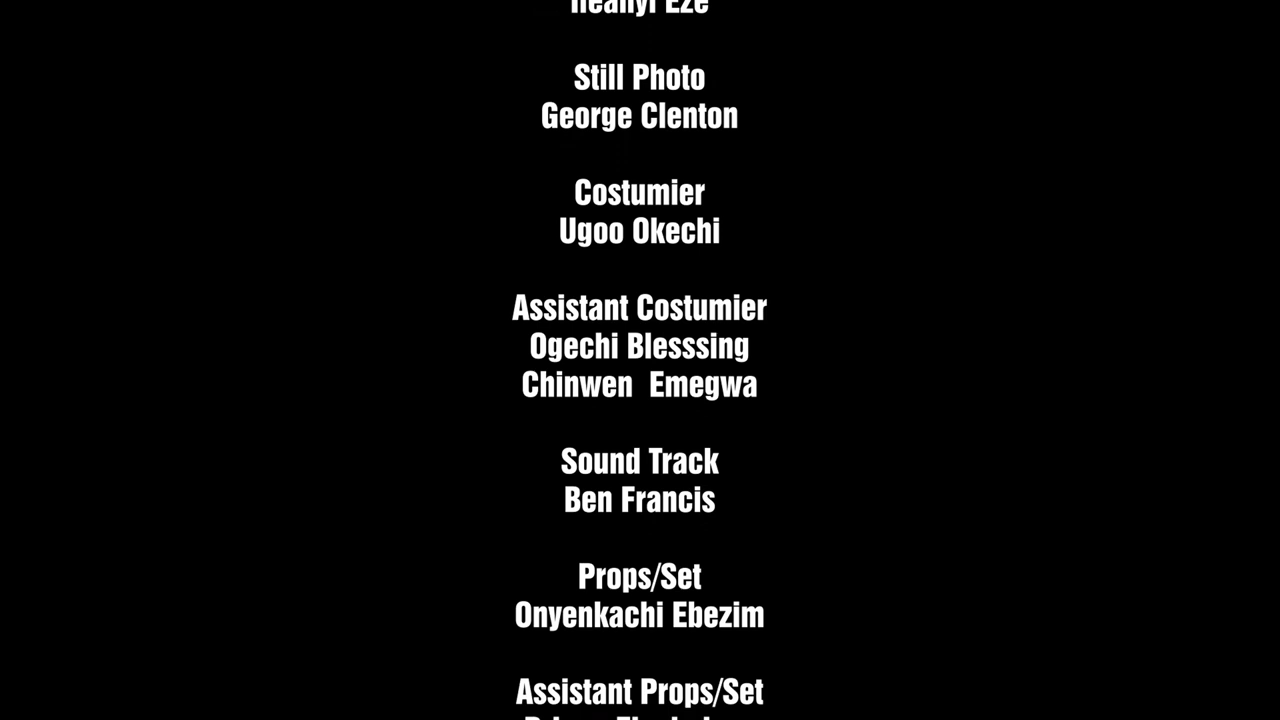 Eze
Still Photo
George Clenton
Costumier
Ugoo Okechi
Assistant Costumier
Ogechi Blesssing
Chinwen  Emegwa
Sound Track
Ben Francis
Props/Set
Onyenkachi Ebezim
Assistant Props/Set